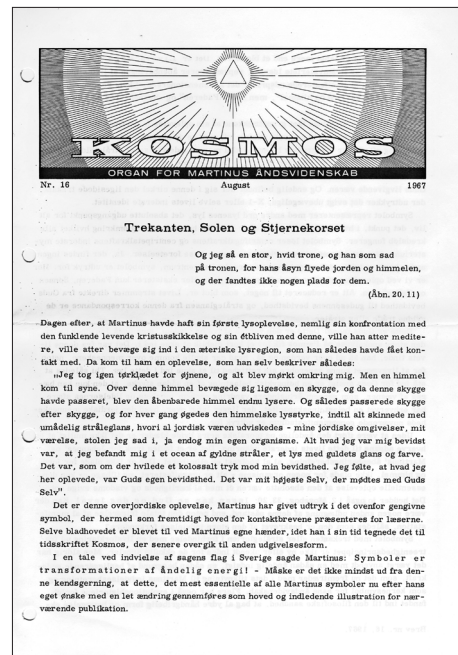 KOSMOS
ORGAN FOR MARTINUS ÅNDSVIDENSKAB
Nr. 16 August 1967
Trekanten, Solen og Stjernekorset
Og jeg så en stor, hvid trone, og han som sad
på tronen, for hans åsyn flyede jorden og himmelen,
og der fandtes ikke nogen plads for dem.
(Åbn. 20, 11)
Dagen efter, at Martinus havde haft sin første lysoplevelse, nemlig sin konfrontation med
den funklende levende kristusskikkelse og sin étbliven med denne, ville han atter medite-
re, ville atter bevæge sig ind i den æteriske lysregion, som han således havde fået kon-
takt med. Da kom til ham en oplevelse, som han selv beskriver således:
„Jeg tog igen tørklædet for øjnene, og alt blev mørkt omkring mig. Men en himmel
kom til syne. Over denne himmel bevægede sig ligesom en skygge, og da denne skygge
havde passeret, blev den åbenbarede himmel endnu lysere. Og således passerede skygge
efter skygge, og for hver gang øgedes den himmelske lysstyrke, indtil alt skinnede med
umådelig stråleglans, hvori al jordisk væren udviskedes - mine jordiske omgivelser, mit
værelse, stolen jeg sad i, ja endog min egen organisme. Alt hvad jeg var mig bevidst
var, at jeg befandt mig i et ocean af gyldne stråler, et lys med guldets glans og farve.
Det var, som om der hvilede et kolossalt tryk mod min bevidsthed. Jeg følte, at hvad jeg
her oplevede, var Guds egen bevidsthed. Det var mit højeste Selv, der mødtes med Guds
Selv".
Det er denne overjordiske oplevelse, Martinus har givet udtryk i det ovenfor gengivne
symbol, der hermed som fremtidigt hoved for kontaktbrevene præsenteres for læserne.
Selve bladhovedet er blevet til ved Martinus egne hænder, idet han i sin tid tegnede det til
tidsskriftet Kosmos, der senere overgik til anden udgivelsesform.
I en tale ved indvielse af sagens flag i Sverige sagde Martinus: Symboler er
transformationer af åndelig energi! - Måske er det ikke mindst ud fra den-
ne kendsgerning, at dette, det mest essentielle af alle Martinus symboler nu efter hans
eget ønske med en let ændring gennemføres som hoved og indledende illustration for nær-
værende publikation.